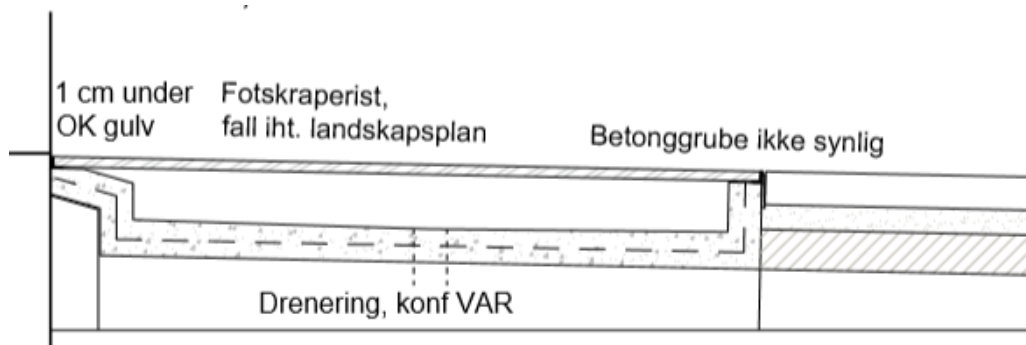 1 cm under
OK gulv
Fotskraperist,
fall iht. landskapsplan
Betonggrube ikke synlig
Drenering, konf VAR